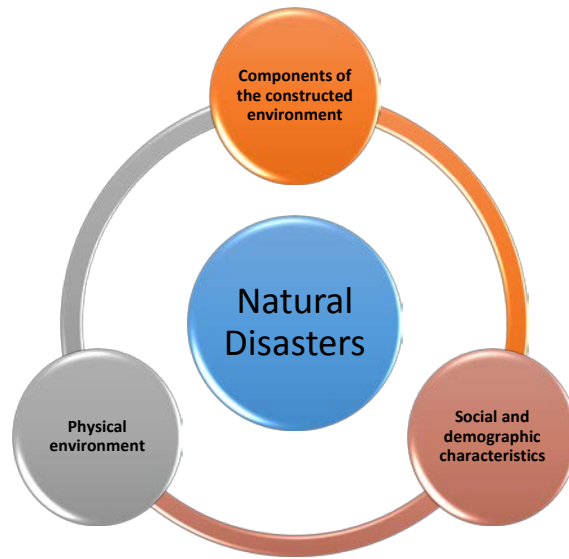 Components of
the constructed
environment
Natural
Disasters
Physical
environment
Social and
demographic
characteristics